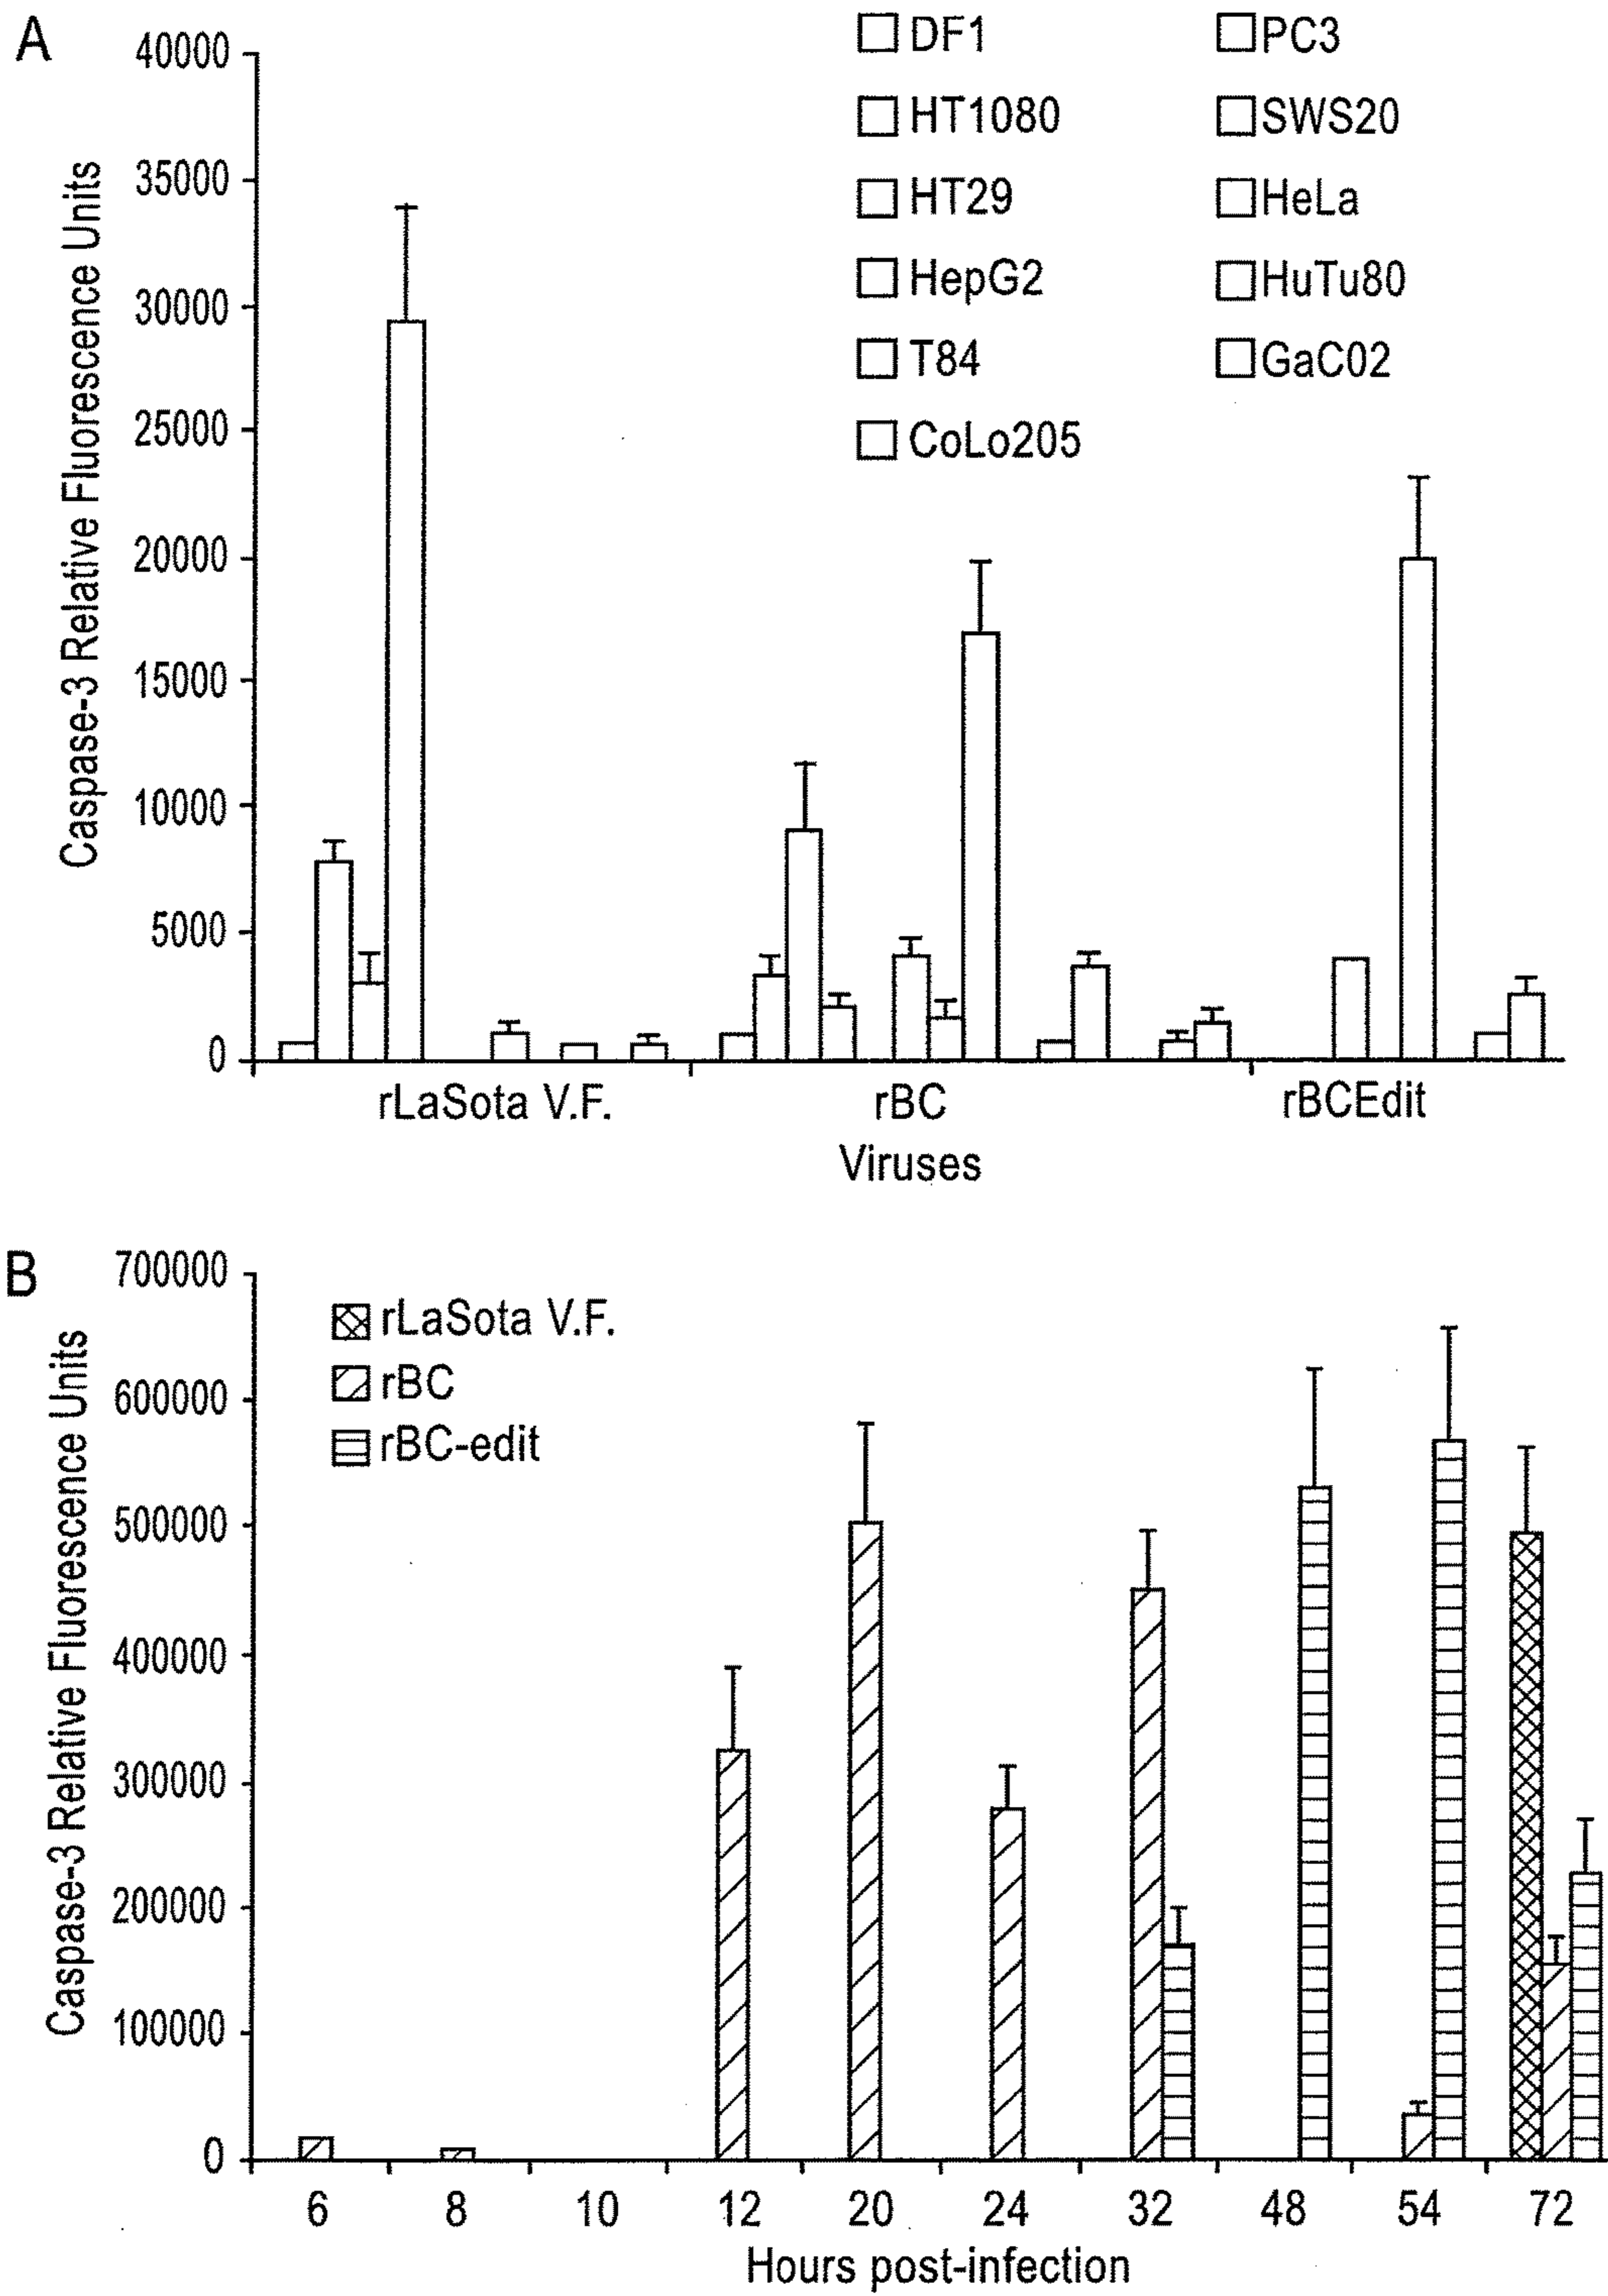 A
DF1 PC3
HT1080 SWS20
HT29 HeLa
HepG2 HuTu80
T84 GaC02
CoLo205
Caspase-3 Relative Fluorescence Units
40000
35000
30000
25000
20000
15000
10000
5000
0
rLaSota V.F. rBC rBCEdit
Viruses
B
rLaSota V.F.
rBC
rBC-edit
Caspase-3 Relative Fluorescence Units
700000
600000
500000
400000
300000
200000
100000
0
6 8 10 12 20 24 32 48 54 72
Hours post-infection